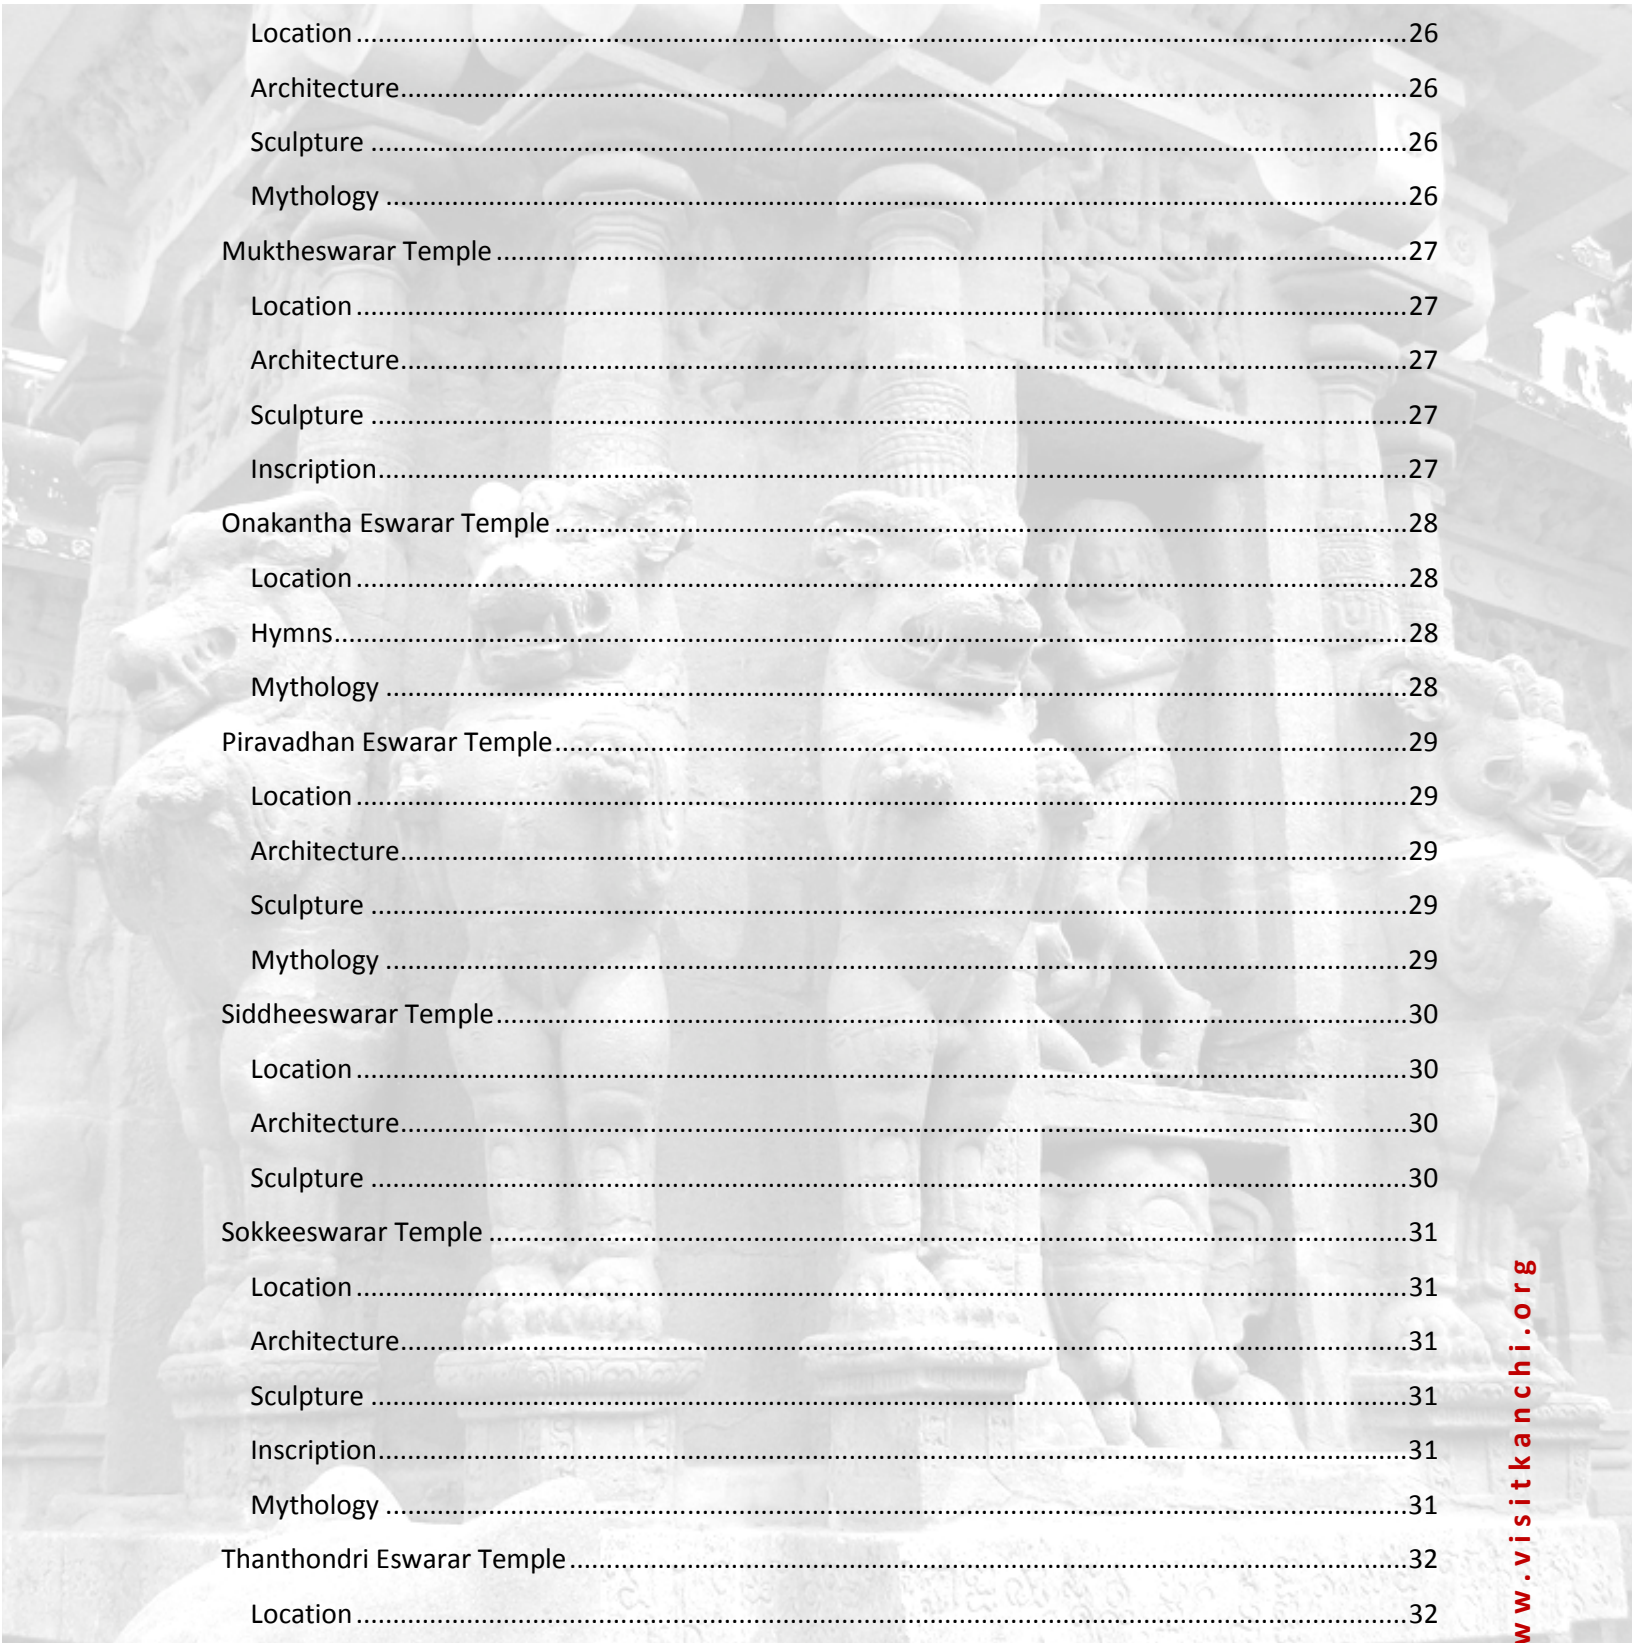 Location ........................................................................................................ 26
Architecture ........................................................................................................ 26
Sculpture ........................................................................................................ 26
Mythology ........................................................................................................ 26
Muktheswarar Temple ........................................................................................................ 27
Location ........................................................................................................ 27
Architecture ........................................................................................................ 27
Sculpture ........................................................................................................ 27
Inscription ........................................................................................................ 27
Onakantha Eswarar Temple ........................................................................................................ 28
Location ........................................................................................................ 28
Hymns ........................................................................................................ 28
Mythology ........................................................................................................ 28
Piravadhan Eswarar Temple ........................................................................................................ 29
Location ........................................................................................................ 29
Architecture ........................................................................................................ 29
Sculpture ........................................................................................................ 29
Mythology ........................................................................................................ 29
Siddheeswarar Temple ........................................................................................................ 30
Location ........................................................................................................ 30
Architecture ........................................................................................................ 30
Sculpture ........................................................................................................ 30
Sokkeeswarar Temple ........................................................................................................ 31
Location ........................................................................................................ 31
Architecture ........................................................................................................ 31
Sculpture ........................................................................................................ 31
Inscription ........................................................................................................ 31
Mythology ........................................................................................................ 31
Thanthondri Eswarar Temple ........................................................................................................ 32
Location ........................................................................................................ 32
ww.visitkanchi.org